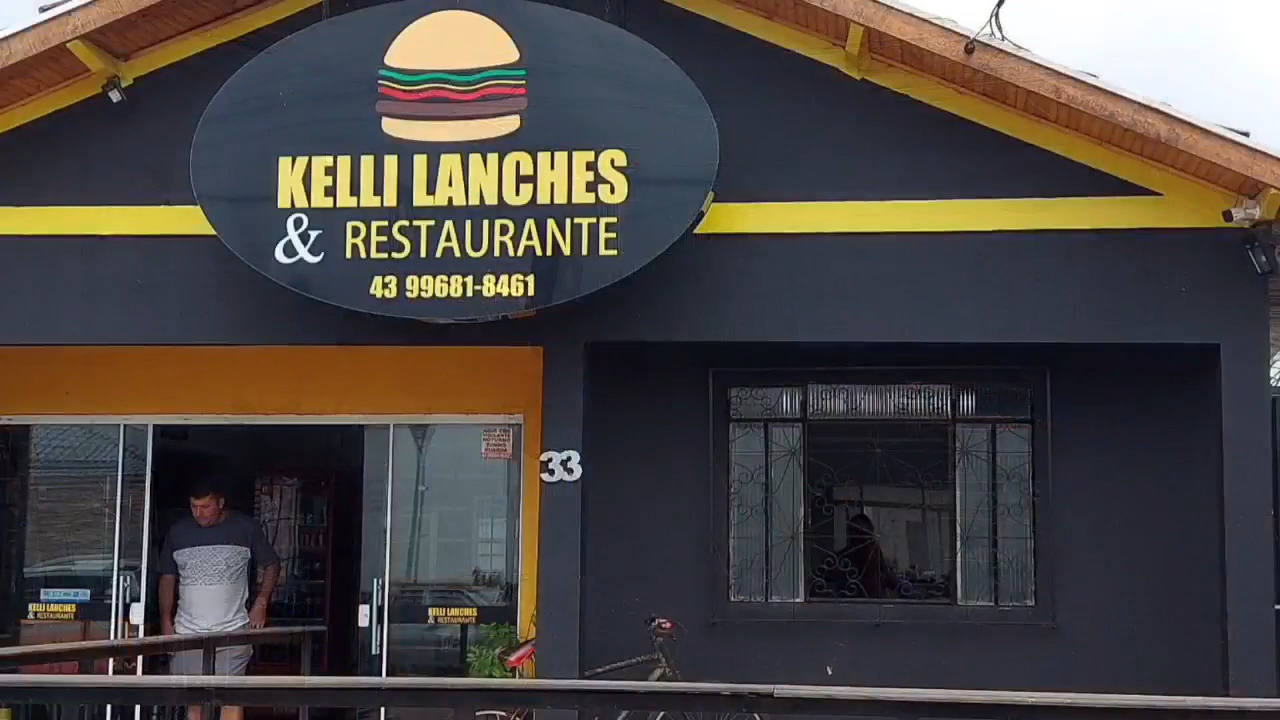 KELLI LANCHES
& RESTAURANTE
43 99681-8461
33
KELLI LANCHES
& RESTAURANTE
KELLI LANCHES
& RESTAURANTE